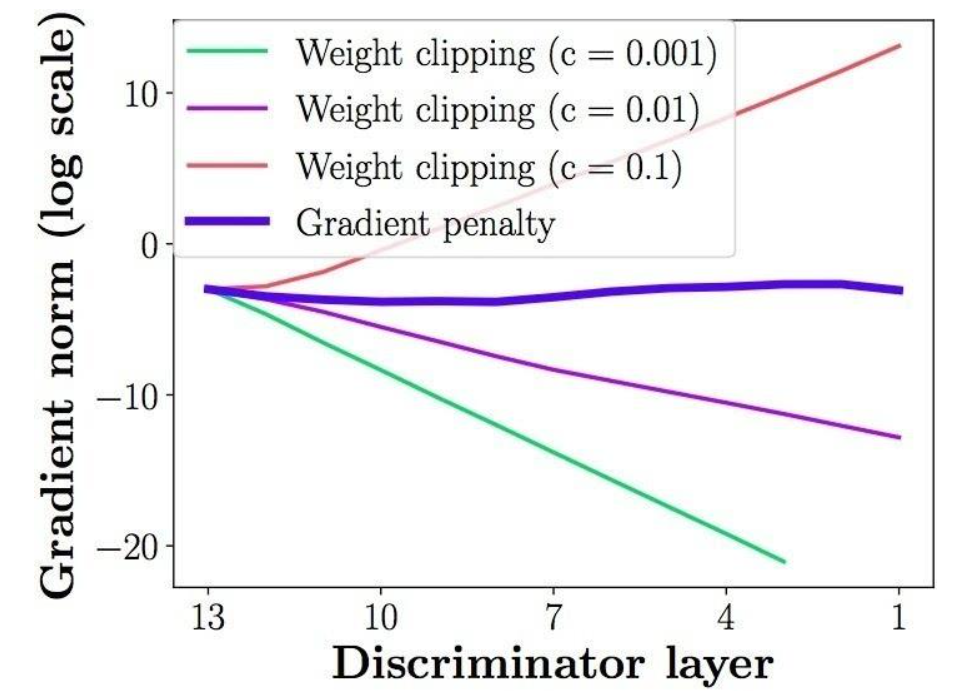 Gradient norm (log scale)
Weight clipping (c = 0.001)
Weight clipping (c = 0.01)
Weight clipping (c = 0.1)
Gradient penalty
10
0
−10
−20
13 10 7 4 1
Discriminator layer